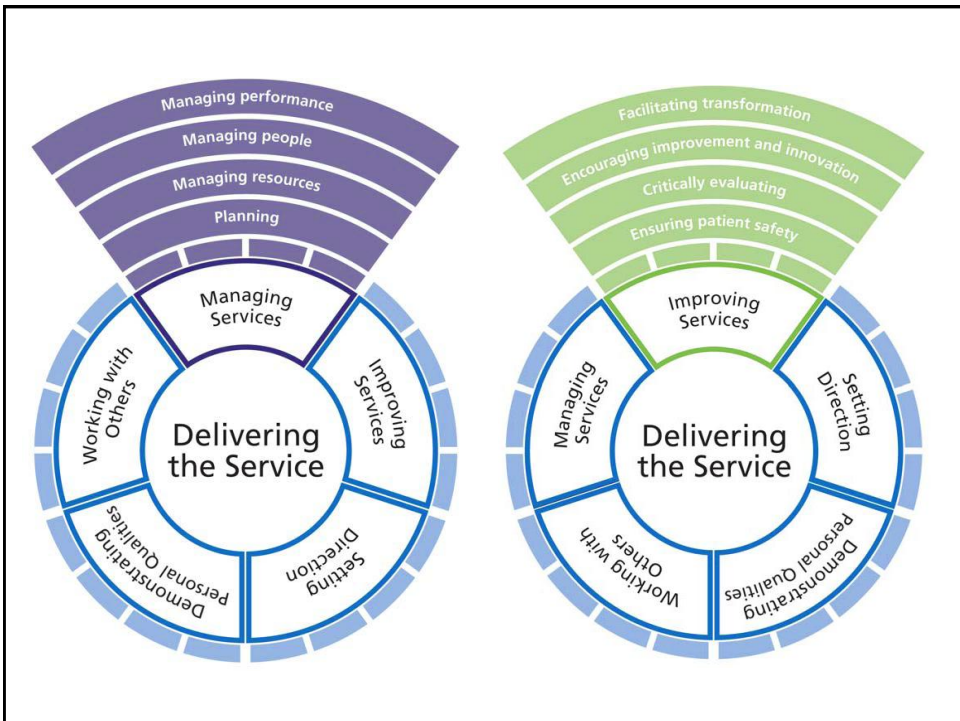 Managing performance
Managing people
Managing resources
Planning
Managing
Services
Improving
Services
Setting
Direction
Demonstrating
Personal Qualities
Working with
Others
Delivering
the Service
Facilitating transformation
Encouraging improvement and innovation
Critically evaluating
Ensuring patient safety
Improving
Services
Setting
Direction
Demonstrating
Personal Qualities
Working with
Others
Managing
Services
Delivering
the Service